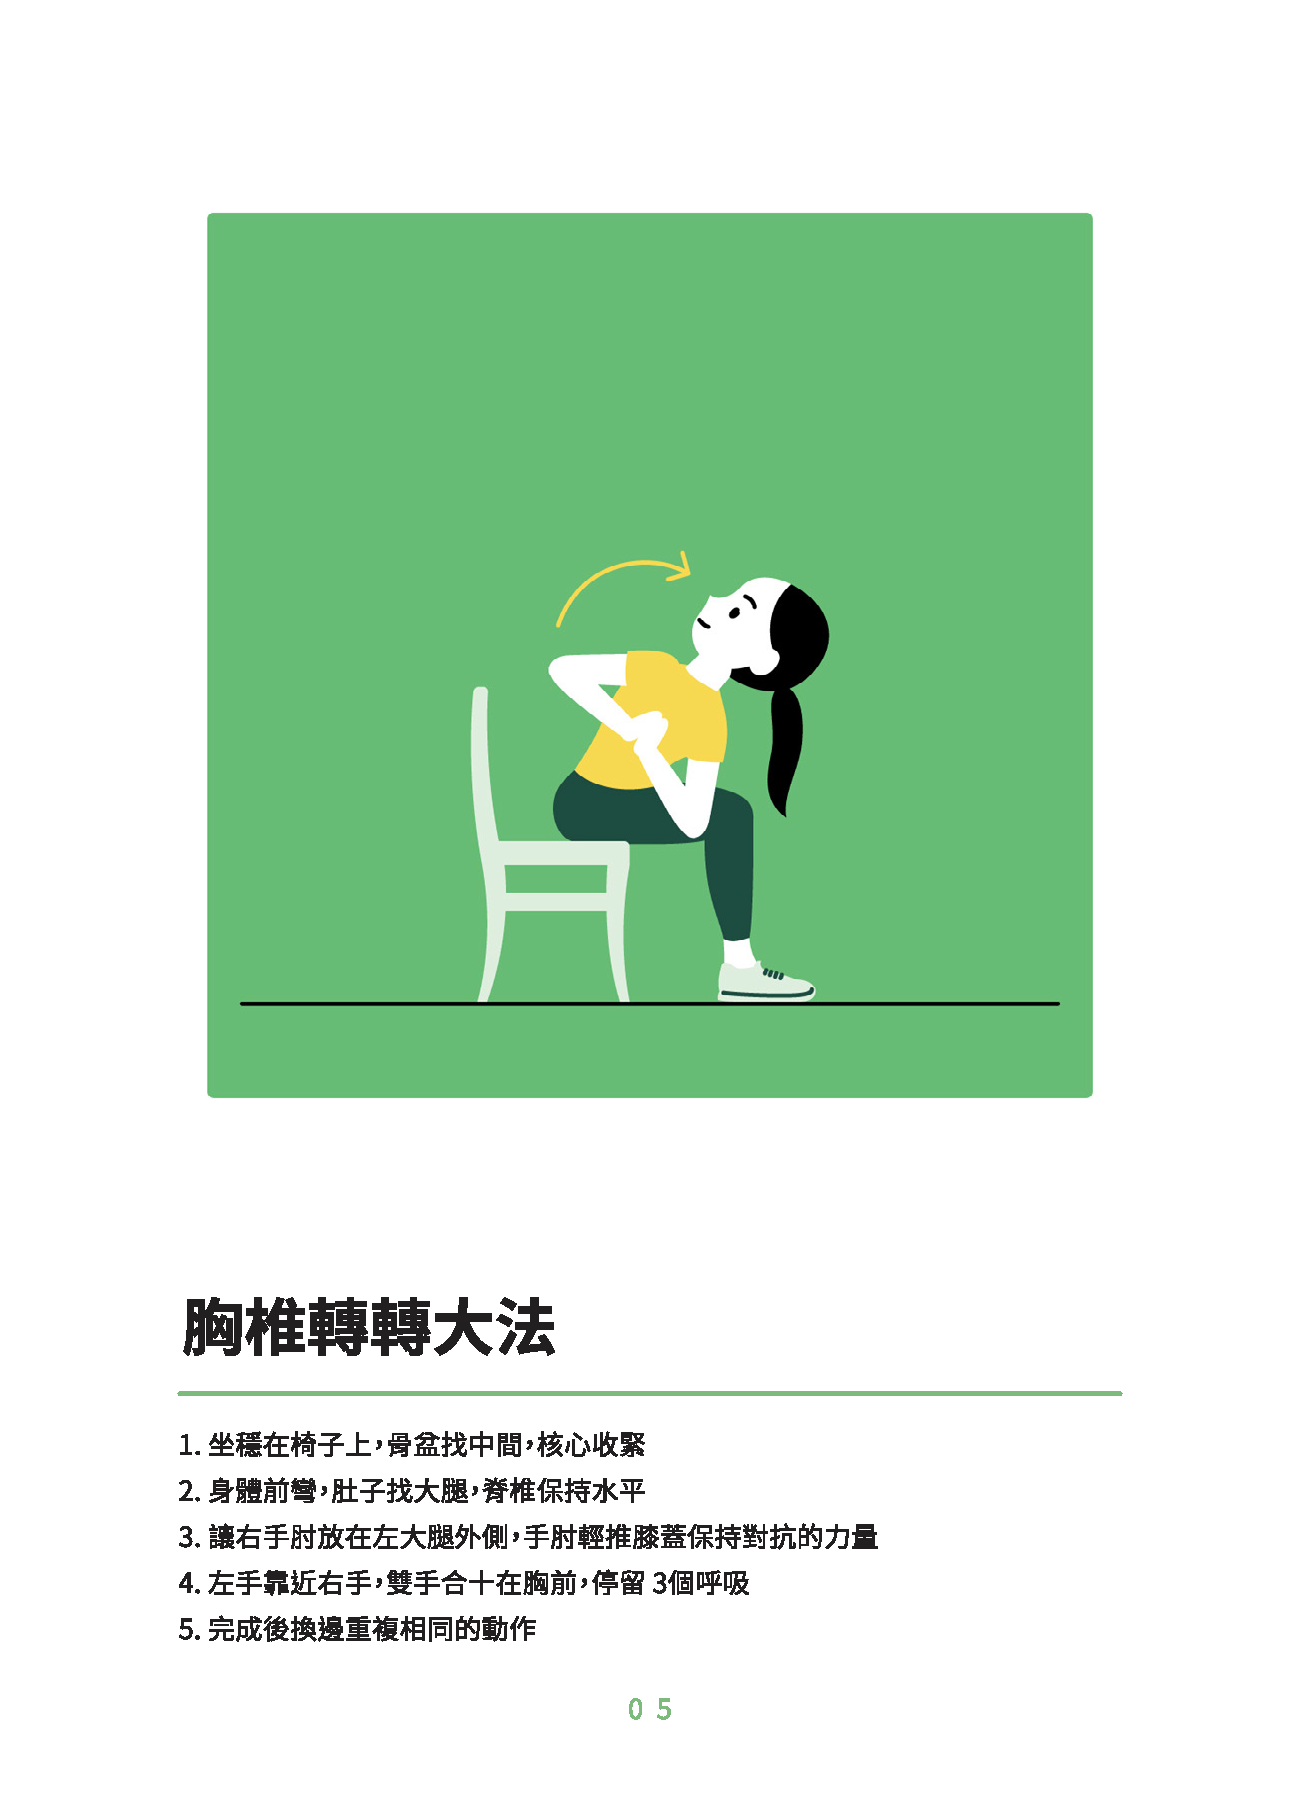 胸椎轉轉大法
1. 坐穩在椅子上，骨盆找中間，核心收緊
2. 身體前彎，肚子找大腿，脊椎保持水平
3. 讓右手肘放在左大腿外側，手肘輕推膝蓋保持對抗的力量
4. 左手靠近右手，雙手合十在胸前，停留 3個呼吸
5. 完成後換邊重複相同的動作
05